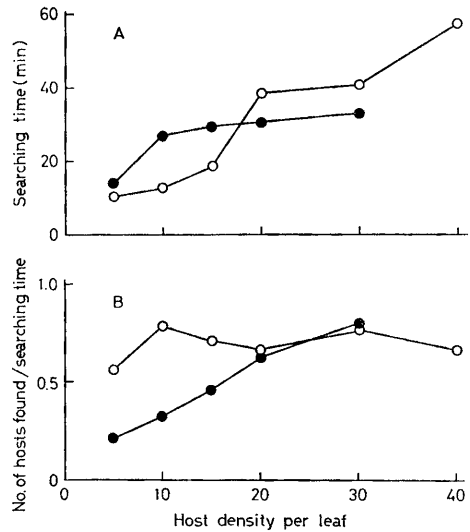 60
40
20
0
Searching time (min)
A
1.0
0.5
0
No. of hosts found / searching time
B
0 10 20 30 40
Host density per leaf